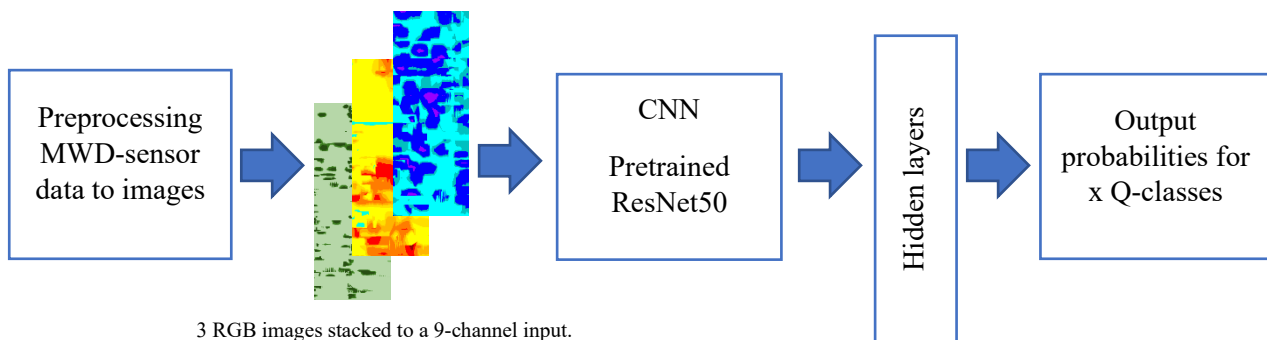 Preprocessing
MWD-sensor
data to images
CNN
Pretrained
ResNet50
Hidden layers
Output
probabilities for
x Q-classes
3 RGB images stacked to a 9-channel input.